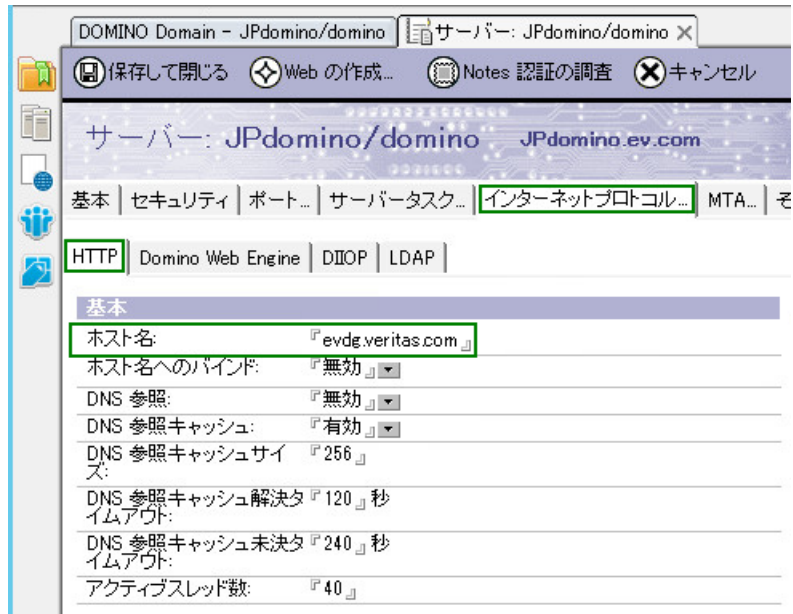 DOMINO Domain - JPdomino/domino サーバー: JPdomino/domino
保存して閉じる Web の作成... Notes 認証の調査 キャンセル
サーバー: JPdomino/domino JPdomino.ev.com
基本 セキュリティ ポート... サーバータスク... インターネットプロトコル... MTA... そ
HTTP Domino Web Engine DIIOP LDAP
基本
ホスト名: 『evdg.veritas.com』
ホスト名へのバインド: 『無効』
DNS 参照: 『無効』
DNS 参照キャッシュ: 『有効』
DNS 参照キャッシュサイ 『256』
ズ:
DNS 参照キャッシュ解決タ 『120』秒
イムアウト:
DNS 参照キャッシュ未決タ 『240』秒
イムアウト:
アクティブスレッド数: 『40』